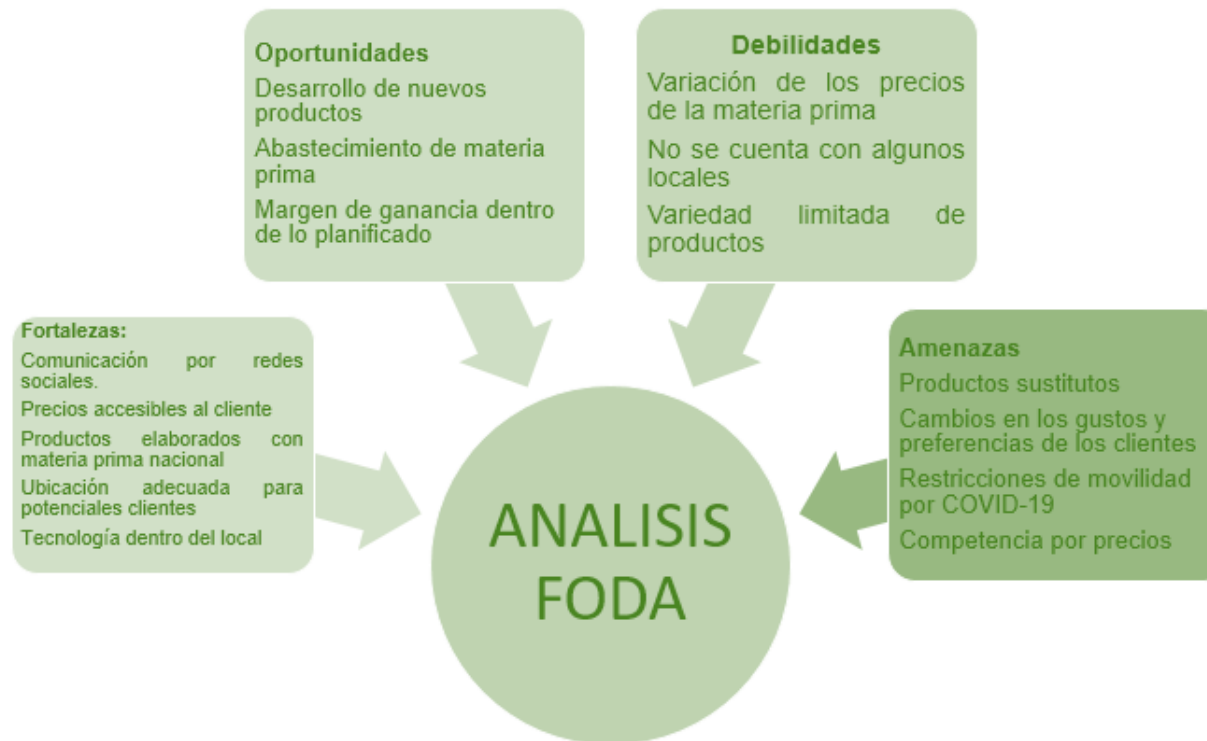 Oportunidades
Desarrollo de nuevos
productos
Abastecimiento de materia
prima
Margen de ganancia dentro
de lo planificado
Debilidades
Variación de los precios
de la materia prima
No se cuenta con algunos
locales
Variedad limitada de
productos
Fortalezas:
Comunicación por redes
sociales.
Precios accesibles al cliente
Productos elaborados con
materia prima nacional
Ubicación adecuada para
potenciales clientes
Tecnología dentro del local
Amenazas
Productos sustitutos
Cambios en los gustos y
preferencias de los clientes
Restricciones de movilidad
por COVID-19
Competencia por precios
ANALISIS
FODA